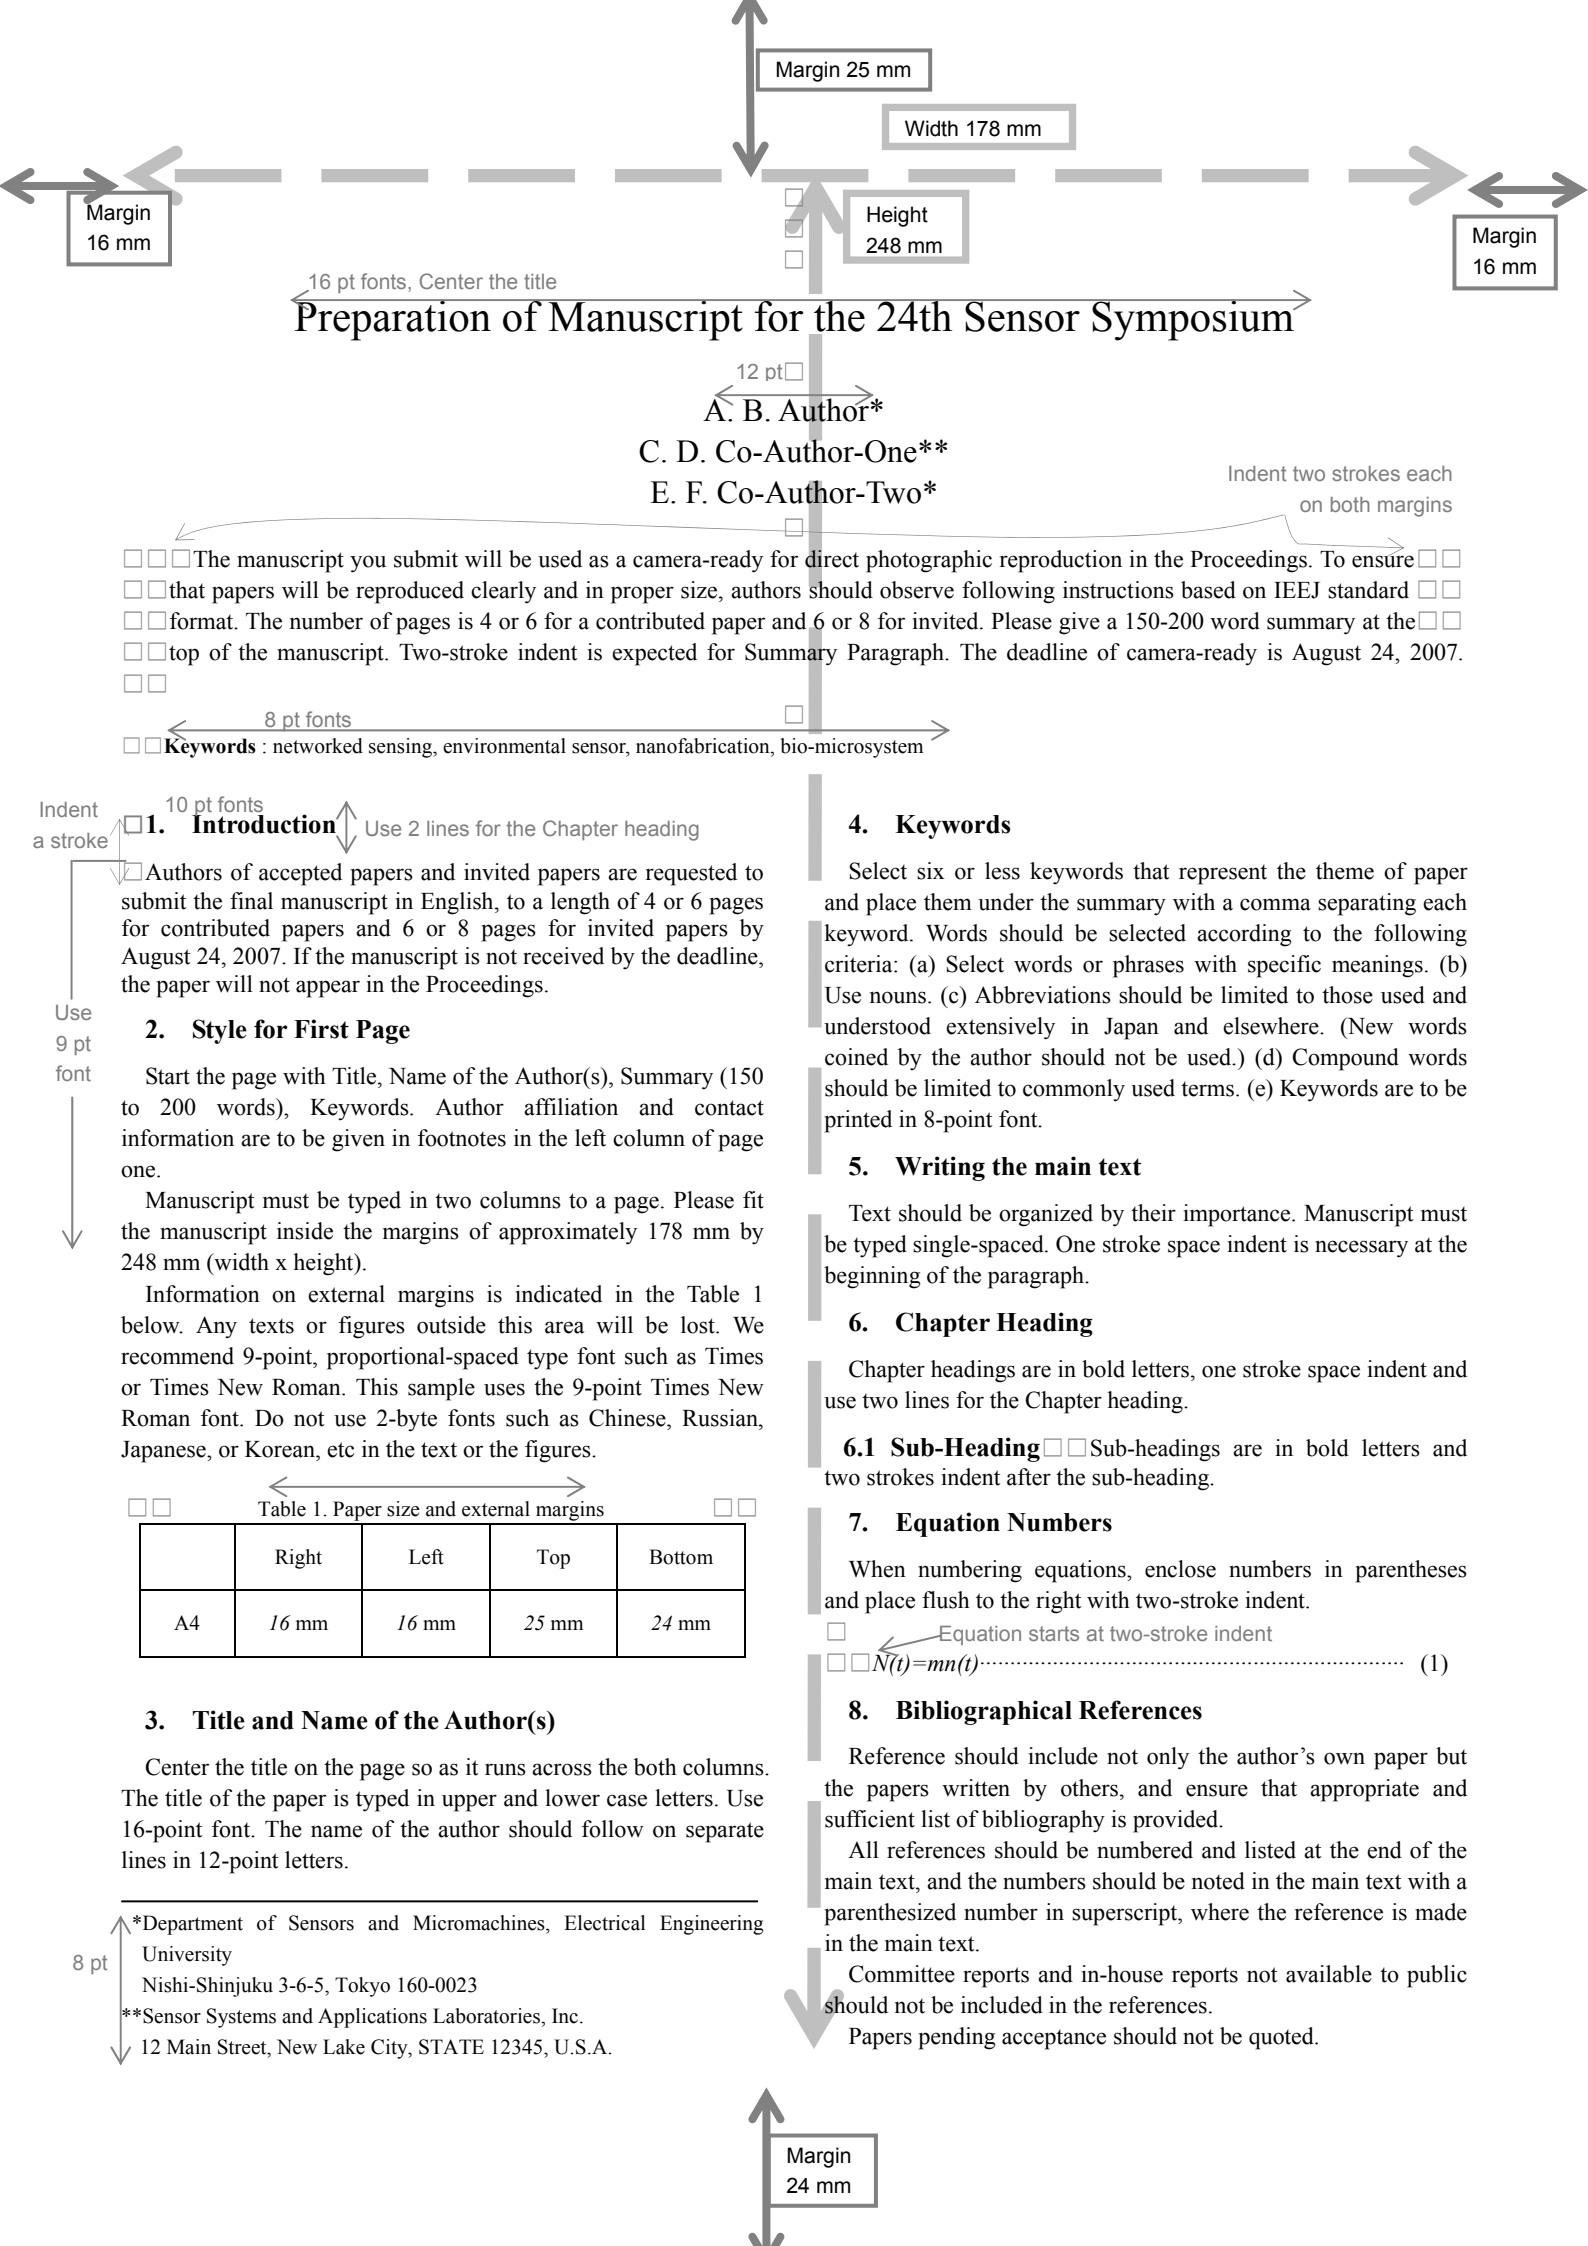 Margin 25 mm
Width 178 mm
Margin
16 mm
Height
248 mm
Margin
16 mm
16 pt fonts, Center the title
Preparation of Manuscript for the 24th Sensor Symposium
12 pt
A. B. Author*
C. D. Co-Author-One**
E. F. Co-Author-Two*
Indent two strokes each
on both margins
□□□The manuscript you submit will be used as a camera-ready for direct photographic reproduction in the Proceedings. To ensure□□
□□that papers will be reproduced clearly and in proper size, authors should observe following instructions based on IEEJ standard □□
□□format. The number of pages is 4 or 6 for a contributed paper and 6 or 8 for invited. Please give a 150-200 word summary at the□□
□□top of the manuscript. Two-stroke indent is expected for Summary Paragraph. The deadline of camera-ready is August 24, 2007.
□□
8 pt fonts
□□Keywords : networked sensing, environmental sensor, nanofabrication, bio-microsystem
Indent
a stroke
10 pt fonts
□1. Introduction
Use 2 lines for the Chapter heading
□Authors of accepted papers and invited papers are requested to
submit the final manuscript in English, to a length of 4 or 6 pages
for contributed papers and 6 or 8 pages for invited papers by
August 24, 2007. If the manuscript is not received by the deadline,
the paper will not appear in the Proceedings.
Use
9 pt
font
2. Style for First Page
Start the page with Title, Name of the Author(s), Summary (150
to 200 words), Keywords. Author affiliation and contact
information are to be given in footnotes in the left column of page
one.
Manuscript must be typed in two columns to a page. Please fit
the manuscript inside the margins of approximately 178 mm by
248 mm (width x height).
Information on external margins is indicated in the Table 1
below. Any texts or figures outside this area will be lost. We
recommend 9-point, proportional-spaced type font such as Times
or Times New Roman. This sample uses the 9-point Times New
Roman font. Do not use 2-byte fonts such as Chinese, Russian,
Japanese, or Korean, etc in the text or the figures.
□□ Table 1. Paper size and external margins □□
Right Left Top Bottom
A4 16 mm 16 mm 25 mm 24 mm
3. Title and Name of the Author(s)
Center the title on the page so as it runs across the both columns.
The title of the paper is typed in upper and lower case letters. Use
16-point font. The name of the author should follow on separate
lines in 12-point letters.
8 pt
*Department of Sensors and Micromachines, Electrical Engineering
University
Nishi-Shinjuku 3-6-5, Tokyo 160-0023
**Sensor Systems and Applications Laboratories, Inc.
12 Main Street, New Lake City, STATE 12345, U.S.A.
4. Keywords
Select six or less keywords that represent the theme of paper
and place them under the summary with a comma separating each
keyword. Words should be selected according to the following
criteria: (a) Select words or phrases with specific meanings. (b)
Use nouns. (c) Abbreviations should be limited to those used and
understood extensively in Japan and elsewhere. (New words
coined by the author should not be used.) (d) Compound words
should be limited to commonly used terms. (e) Keywords are to be
printed in 8-point font.
5. Writing the main text
Text should be organized by their importance. Manuscript must
be typed single-spaced. One stroke space indent is necessary at the
beginning of the paragraph.
6. Chapter Heading
Chapter headings are in bold letters, one stroke space indent and
use two lines for the Chapter heading.
6.1 Sub-Heading□□Sub-headings are in bold letters and
two strokes indent after the sub-heading.
7. Equation Numbers
When numbering equations, enclose numbers in parentheses
and place flush to the right with two-stroke indent.
□
Equation starts at two-stroke indent
□□N(t)=mn(t)········································ (1)
8. Bibliographical References
Reference should include not only the author’s own paper but
the papers written by others, and ensure that appropriate and
sufficient list of bibliography is provided.
All references should be numbered and listed at the end of the
main text, and the numbers should be noted in the main text with a
parenthesized number in superscript, where the reference is made
in the main text.
Committee reports and in-house reports not available to public
should not be included in the references.
Papers pending acceptance should not be quoted.
Margin
24 mm